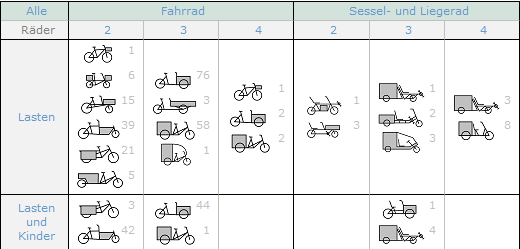 Alle Fahrrad Sessel- und Liegerad
Räder 2 3 4 2 3 4
1
6 76
1 1
15 3 1 3
Lasten 2 2
39 58 3 8
2 3
21 1
5
Lasten 3 44 1
und
Kinder 42 1 4